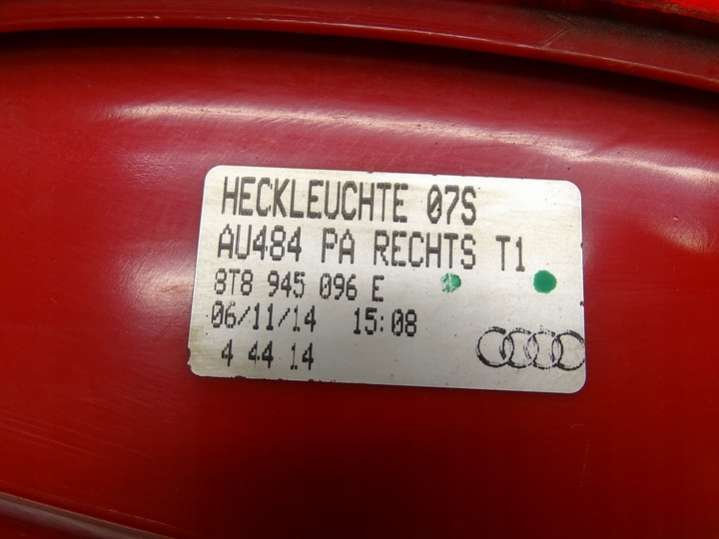 HECKLEUCHTE 07S
AU484 PA RECHTS T1
8T8 945 096 E
06/11/14 15:08
4 44 14